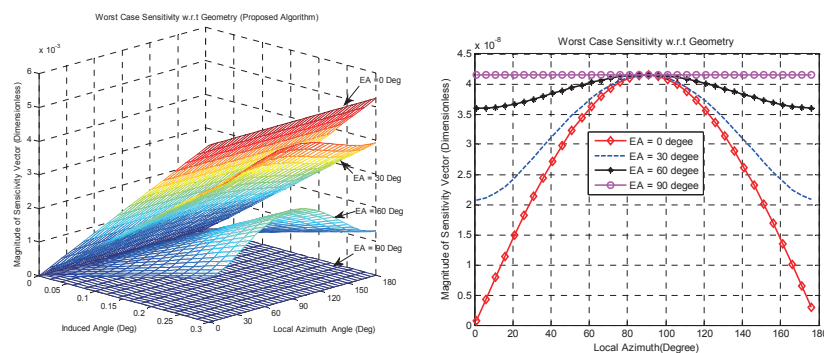 Worst Case Sensitivity w.r.t Geometry (Proposed Algorithm)
x 10⁻³
6
5
4
3
2
1
0
Magnitude of Sensicivity Vector (Dimensionless)
EA =0 Deg
EA = 30 Deg
EA = 60 Deg
EA = 90 Deg
0
0.05
0.1
0.15
0.2
0.25
0.3
Induced Angle (Deg)
0
30
60
90
120
150
180
Local Azimuth Angle (Deg)
Worst Case Sensitivity w.r.t Geometry
x 10⁻⁸
4.5
4
3.5
3
2.5
2
1.5
1
0.5
0
Magnitude of Sensitivity Vector (Dimensionless)
EA = 0 degree
EA = 30 degree
EA = 60 degree
EA = 90 degree
0
20
40
60
80
100
120
140
160
180
Local Azimuth(Degree)